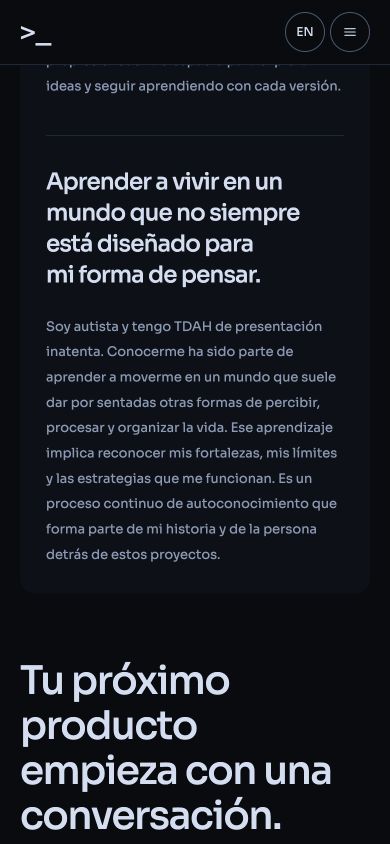 >_
EN
ideas y seguir aprendiendo con cada versión.
Aprender a vivir en un
mundo que no siempre
está diseñado para
mi forma de pensar.
Soy autista y tengo TDAH de presentación
inatenta. Conocerme ha sido parte de
aprender a moverme en un mundo que suele
dar por sentadas otras formas de percibir,
procesar y organizar la vida. Ese aprendizaje
implica reconocer mis fortalezas, mis límites
y las estrategias que me funcionan. Es un
proceso continuo de autoconocimiento que
forma parte de mi historia y de la persona
detrás de estos proyectos.
Tu próximo
producto
empieza con una
conversación.